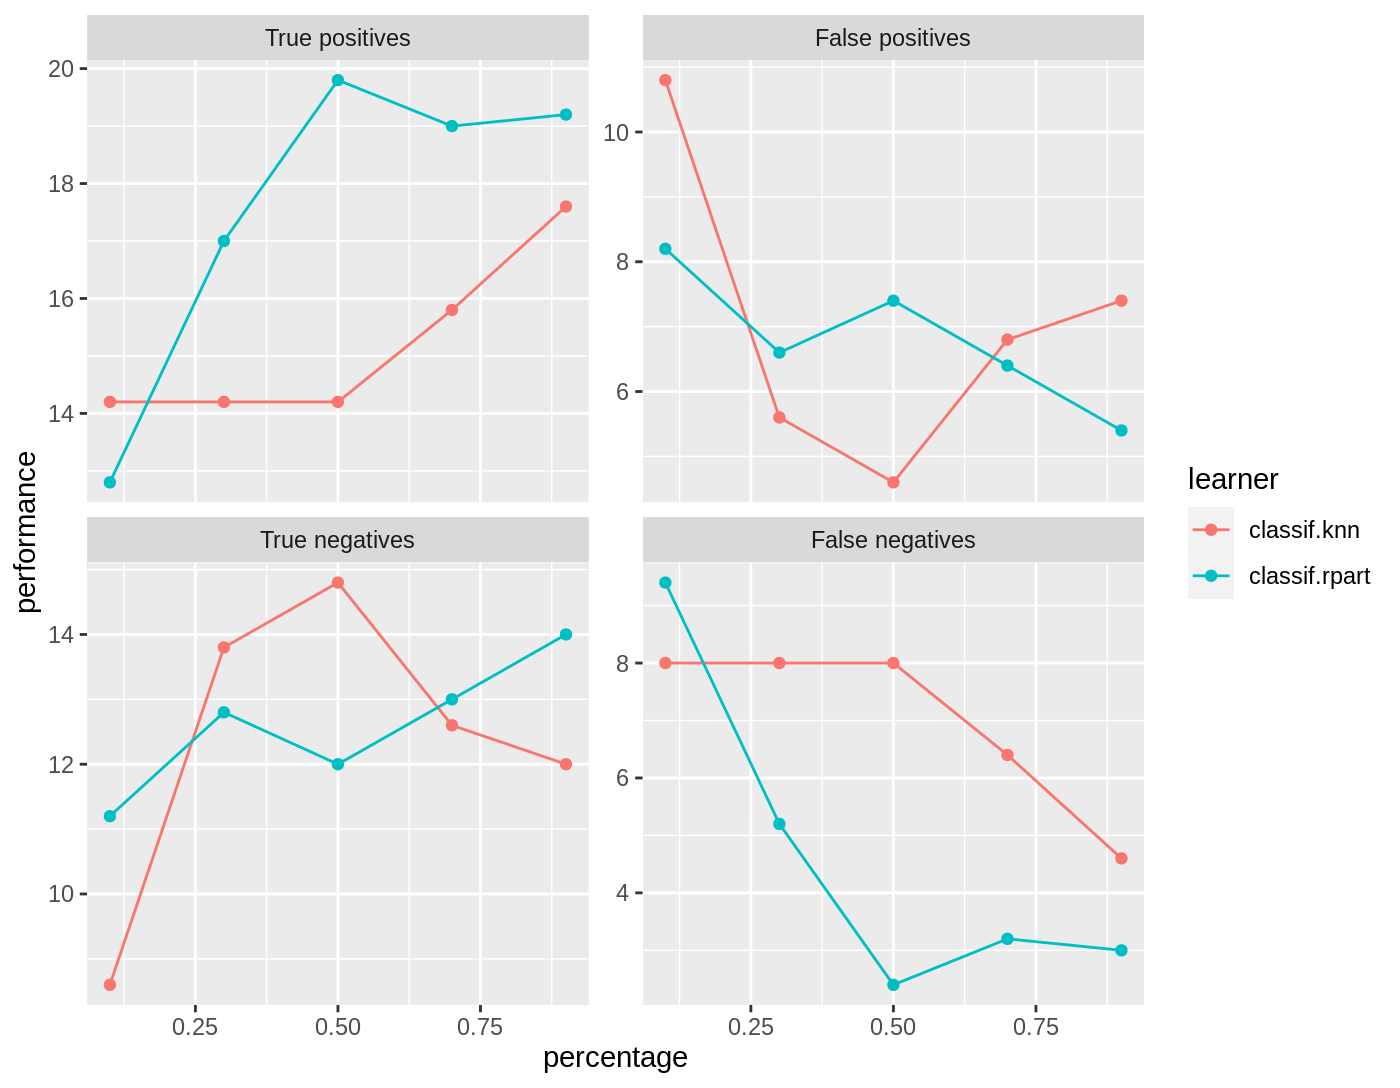 True positives
False positives
20
18
16
14
10
8
6
performance
True negatives
False negatives
14
12
10
8
6
4
0.25
0.50
0.75
0.25
0.50
0.75
percentage
learner
classif.knn
classif.rpart